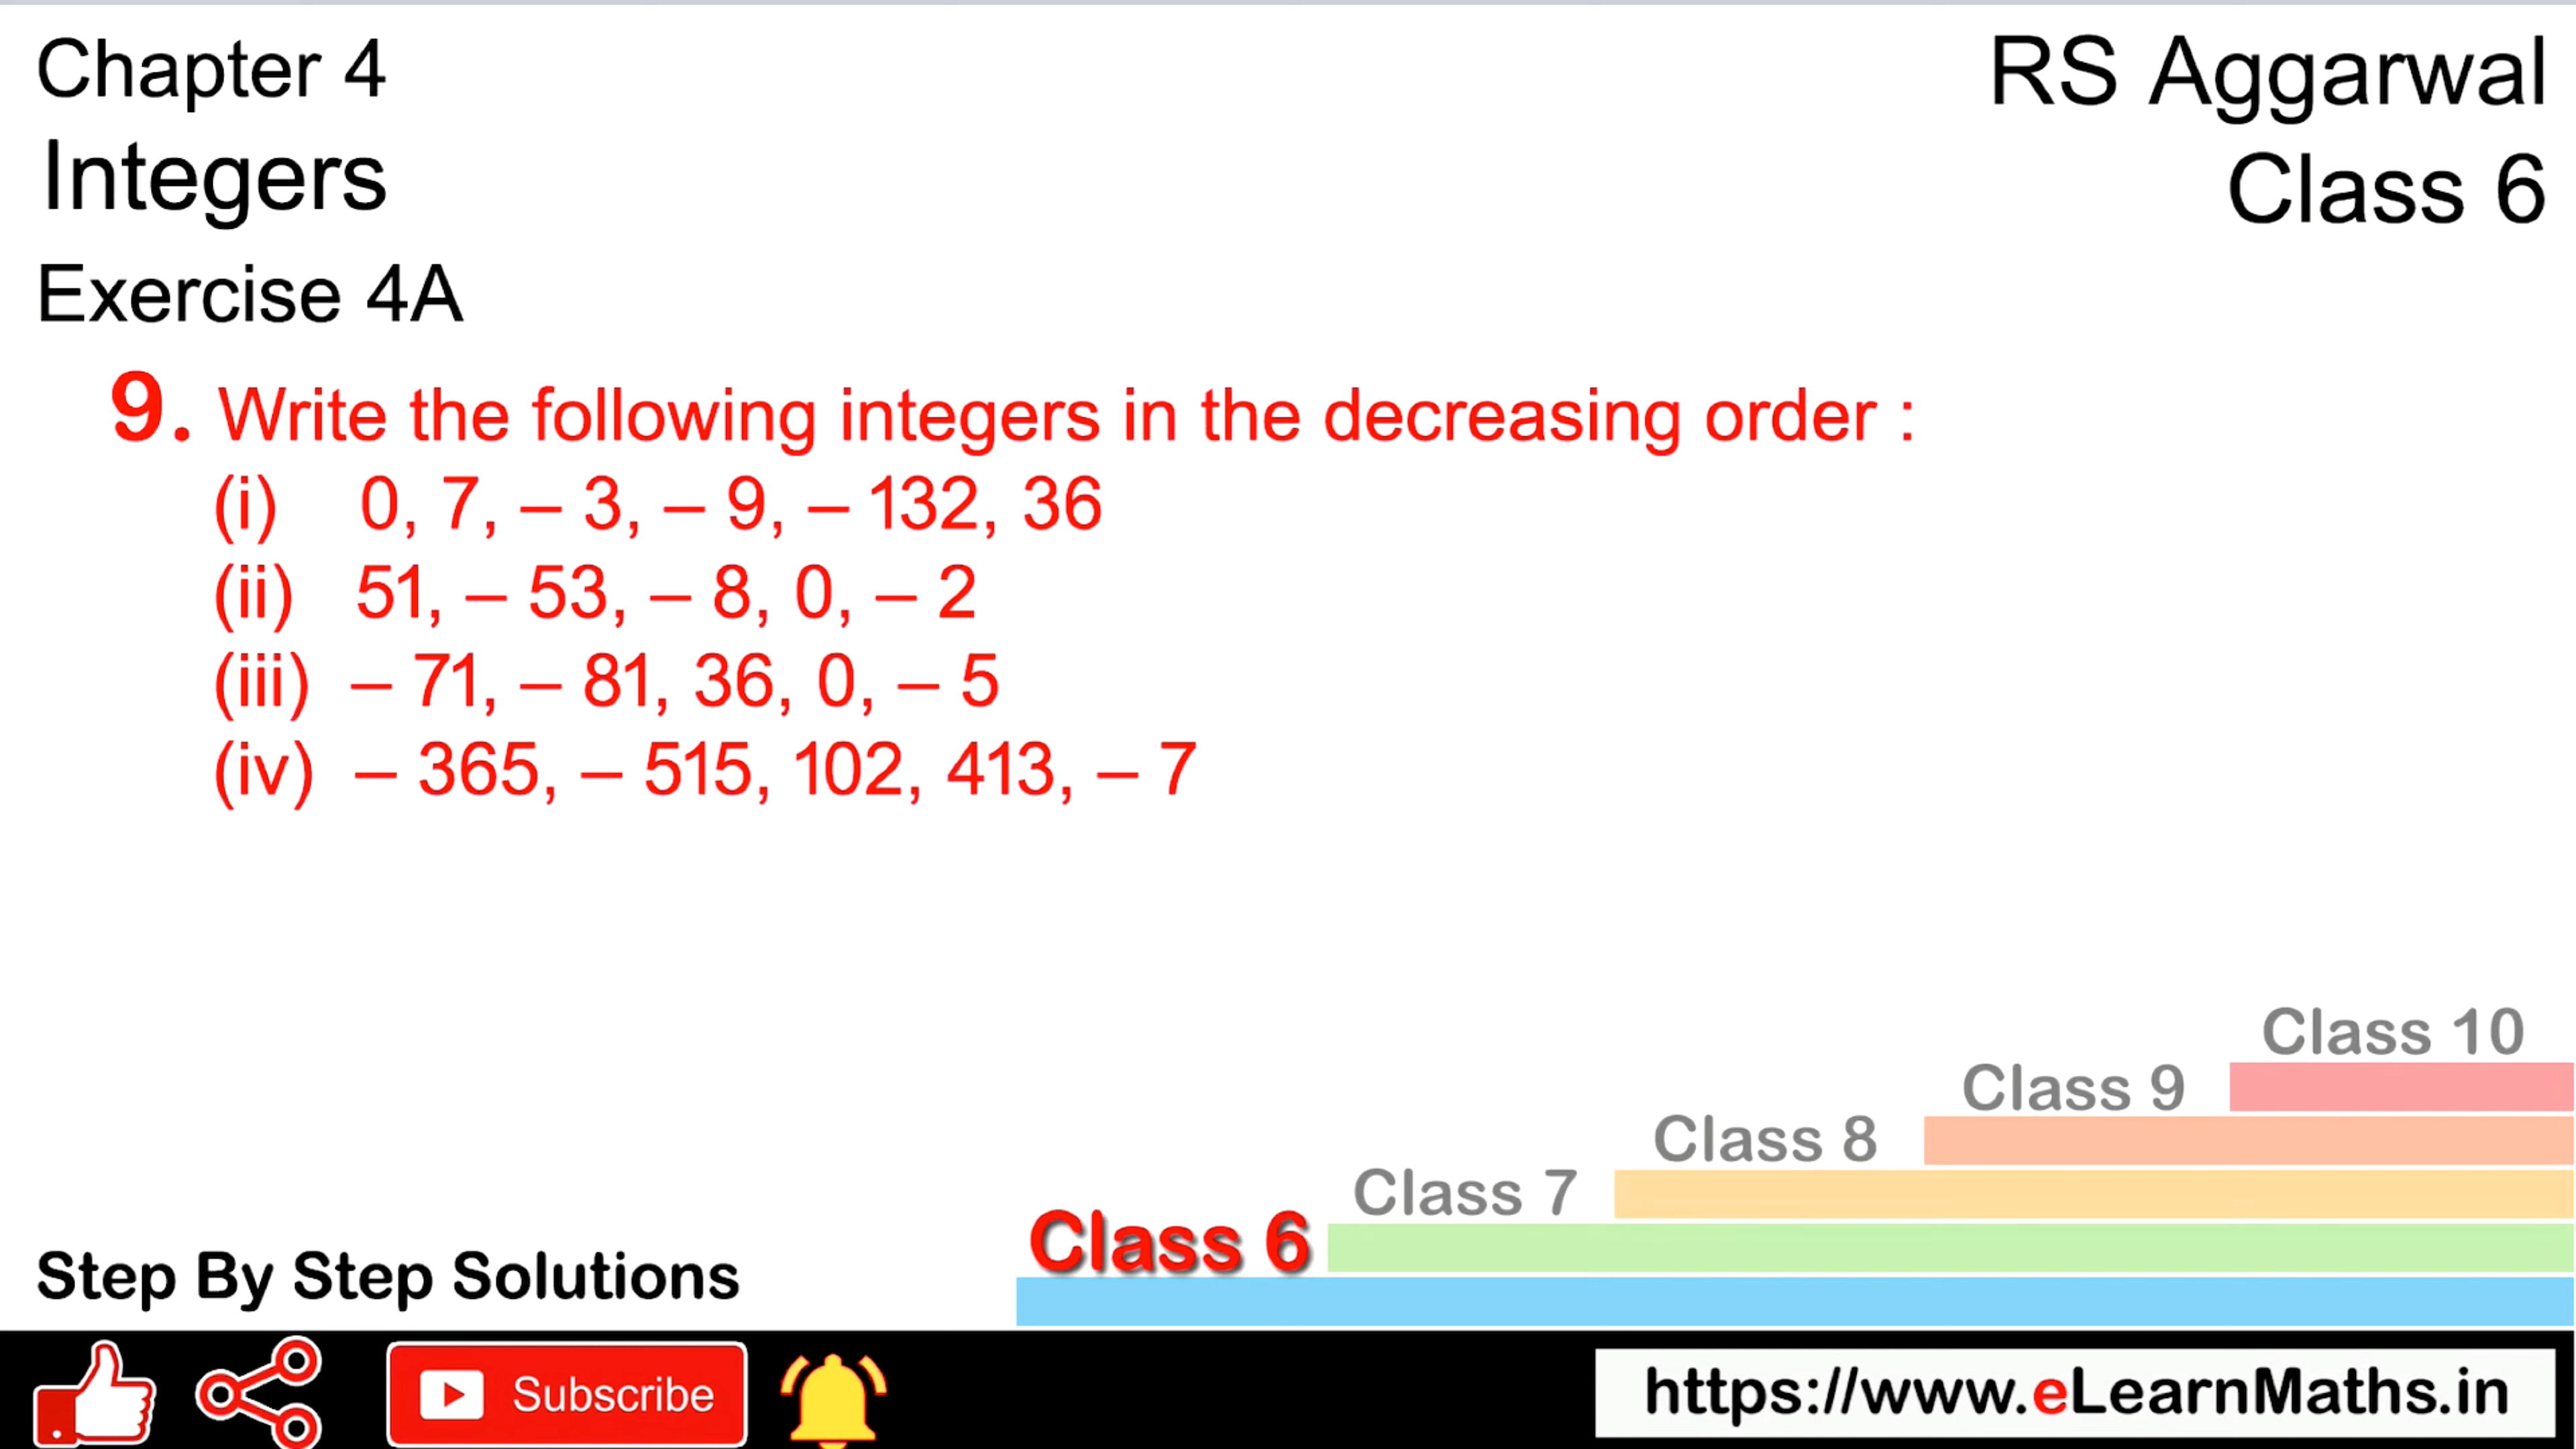 Chapter 4
RS Aggarwal
Integers
Class 6
Exercise 4A
9. Write the following integers in the decreasing order :
(i) 0, 7, – 3, – 9, – 132, 36
(ii) 51, – 53, – 8, 0, – 2
(iii) – 71, – 81, 36, 0, – 5
(iv) – 365, – 515, 102, 413, – 7
Class 10
Class 9
Class 8
Class 7
Class 6
Step By Step Solutions
Subscribe
https://www.eLearnMaths.in